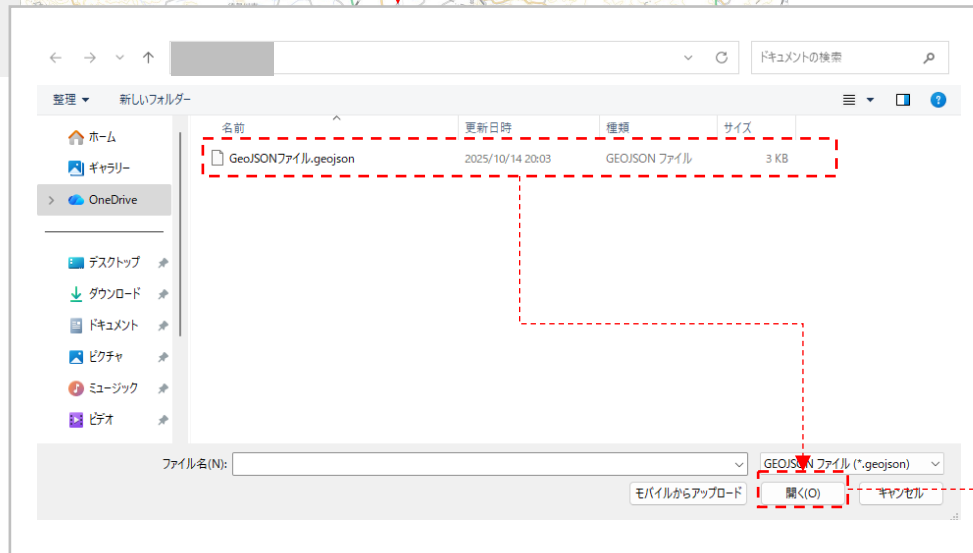 ドキュメントの検索
整理 新しいフォルダー
名前 更新日時 種類 サイズ
GeoJSONファイル.geojson 2025/10/14 20:03 GEOJSON ファイル 3 KB
ホーム
ギャラリー
OneDrive
デスクトップ
ダウンロード
ドキュメント
ピクチャ
ミュージック
ビデオ
ファイル名(N): GEOJSON ファイル (*.geojson)
モバイルからアップロード 開く(O) キャンセル